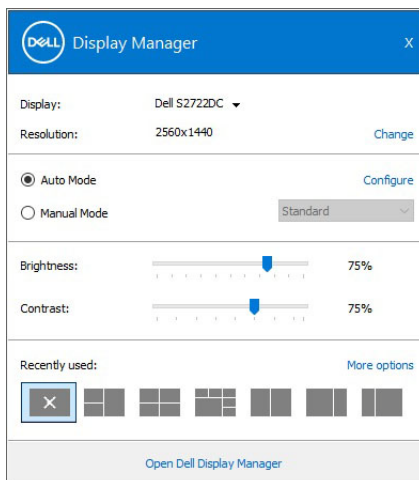 DELL Display Manager X
Display: Dell S2722DC
Resolution: 2560x1440 Change
Auto Mode Configure
Manual Mode Standard
Brightness: 75%
Contrast: 75%
Recently used: More options
Open Dell Display Manager